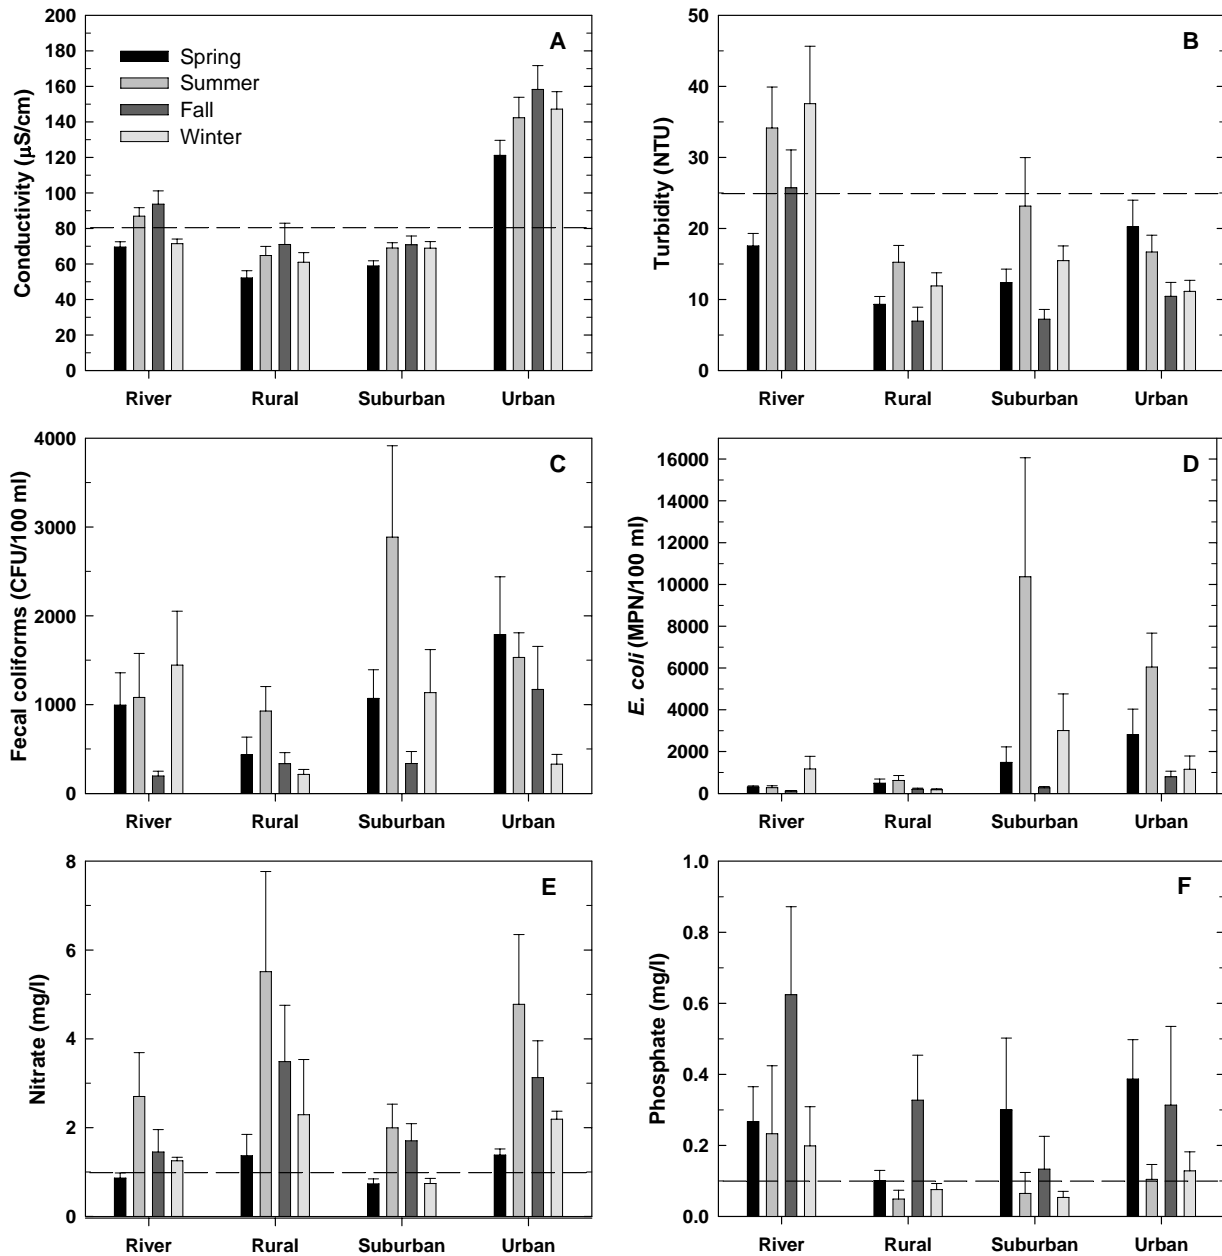 A
Conductivity (µS/cm)
200
180
160
140
120
100
80
60
40
20
0
Spring
Summer
Fall
Winter
River Rural Suburban Urban
B
Turbidity (NTU)
50
40
30
20
10
0
River Rural Suburban Urban
C
Fecal coliforms (CFU/100 ml)
4000
3000
2000
1000
0
River Rural Suburban Urban
D
E. coli (MPN/100 ml)
16000
14000
12000
10000
8000
6000
4000
2000
0
River Rural Suburban Urban
E
Nitrate (mg/l)
8
6
4
2
0
River Rural Suburban Urban
F
Phosphate (mg/l)
1.0
0.8
0.6
0.4
0.2
0.0
River Rural Suburban Urban